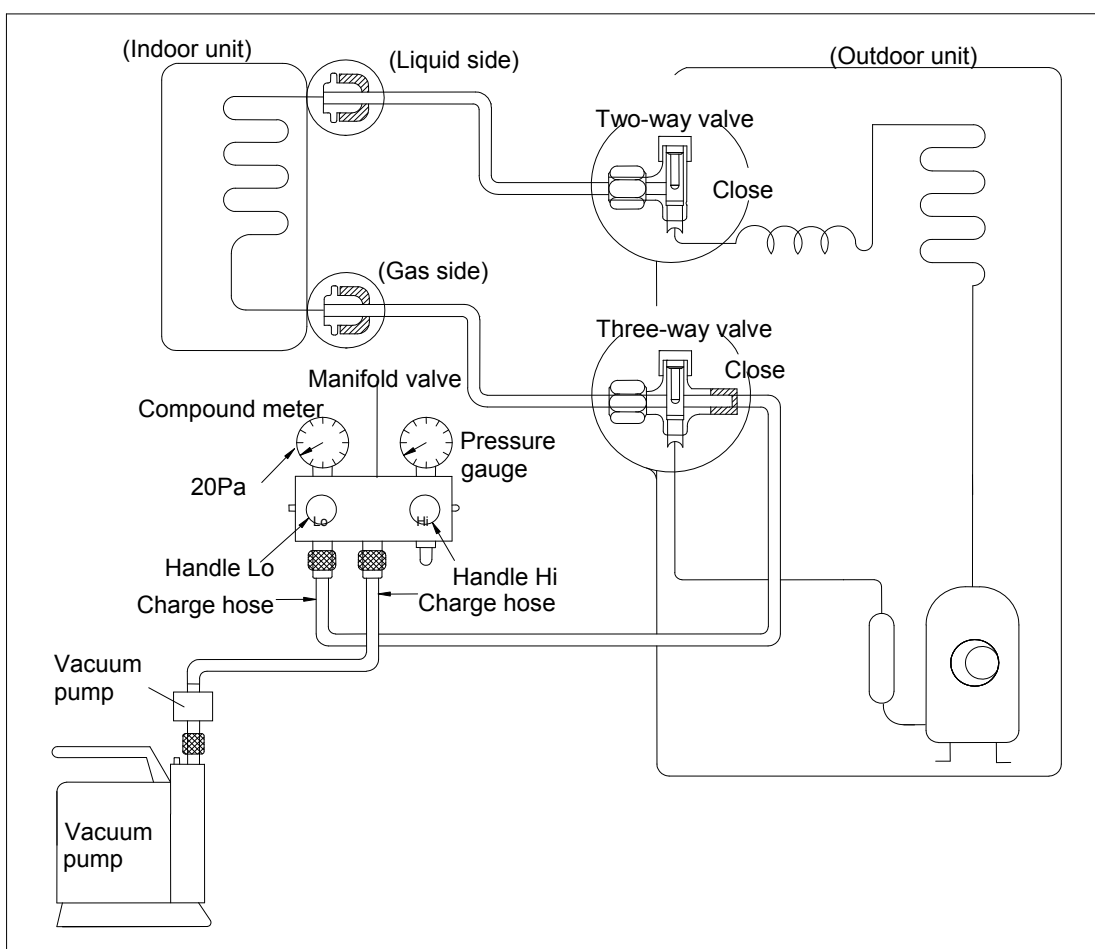 (Indoor unit)
(Liquid side)
(Outdoor unit)
Two-way valve
Close
(Gas side)
Three-way valve
Close
Manifold valve
Compound meter
Pressure
gauge
20Pa
Lo
Hi
Handle Lo
Handle Hi
Charge hose
Charge hose
Vacuum
pump
Vacuum
pump